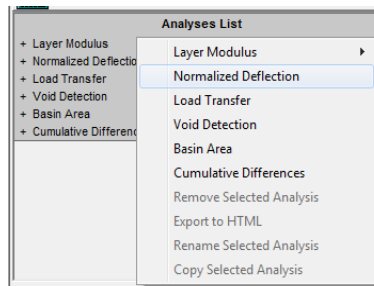 Analyses List
+ Layer Modulus
+ Normalized Deflectio
+ Load Transfer
+ Void Detection
+ Basin Area
+ Cumulative Differenc
Layer Modulus
Normalized Deflection
Load Transfer
Void Detection
Basin Area
Cumulative Differences
Remove Selected Analysis
Export to HTML
Rename Selected Analysis
Copy Selected Analysis